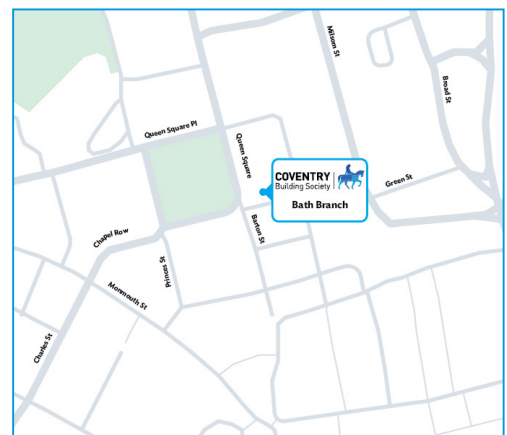 Milsom St
Broad St
Queen Square Pl
Queen Square
COVENTRY
Building Society
Bath Branch
Green St
Barton St
Chapel Row
Princes St
Monmouth St
Charles St